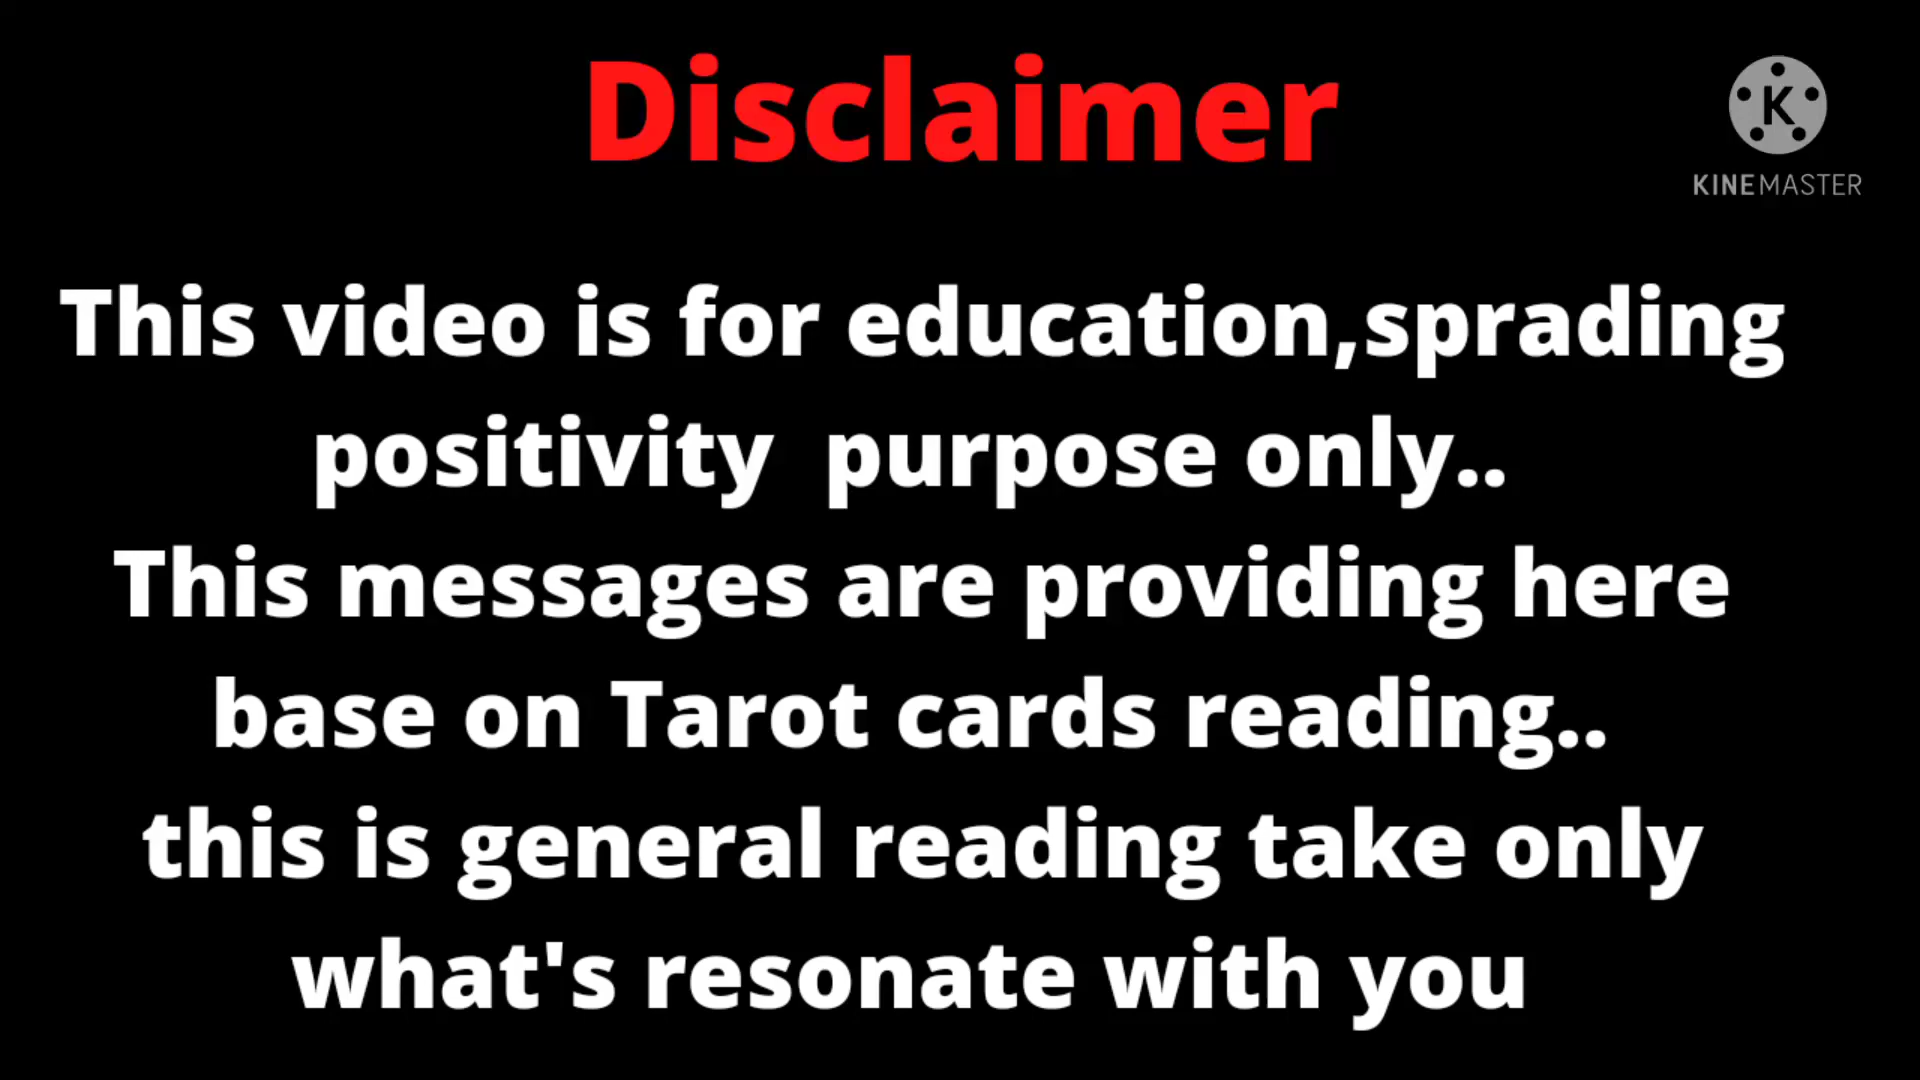 Disclaimer
K
KINEMASTER
This video is for education,sprading
positivity  purpose only..
This messages are providing here
base on Tarot cards reading..
this is general reading take only
what's resonate with you